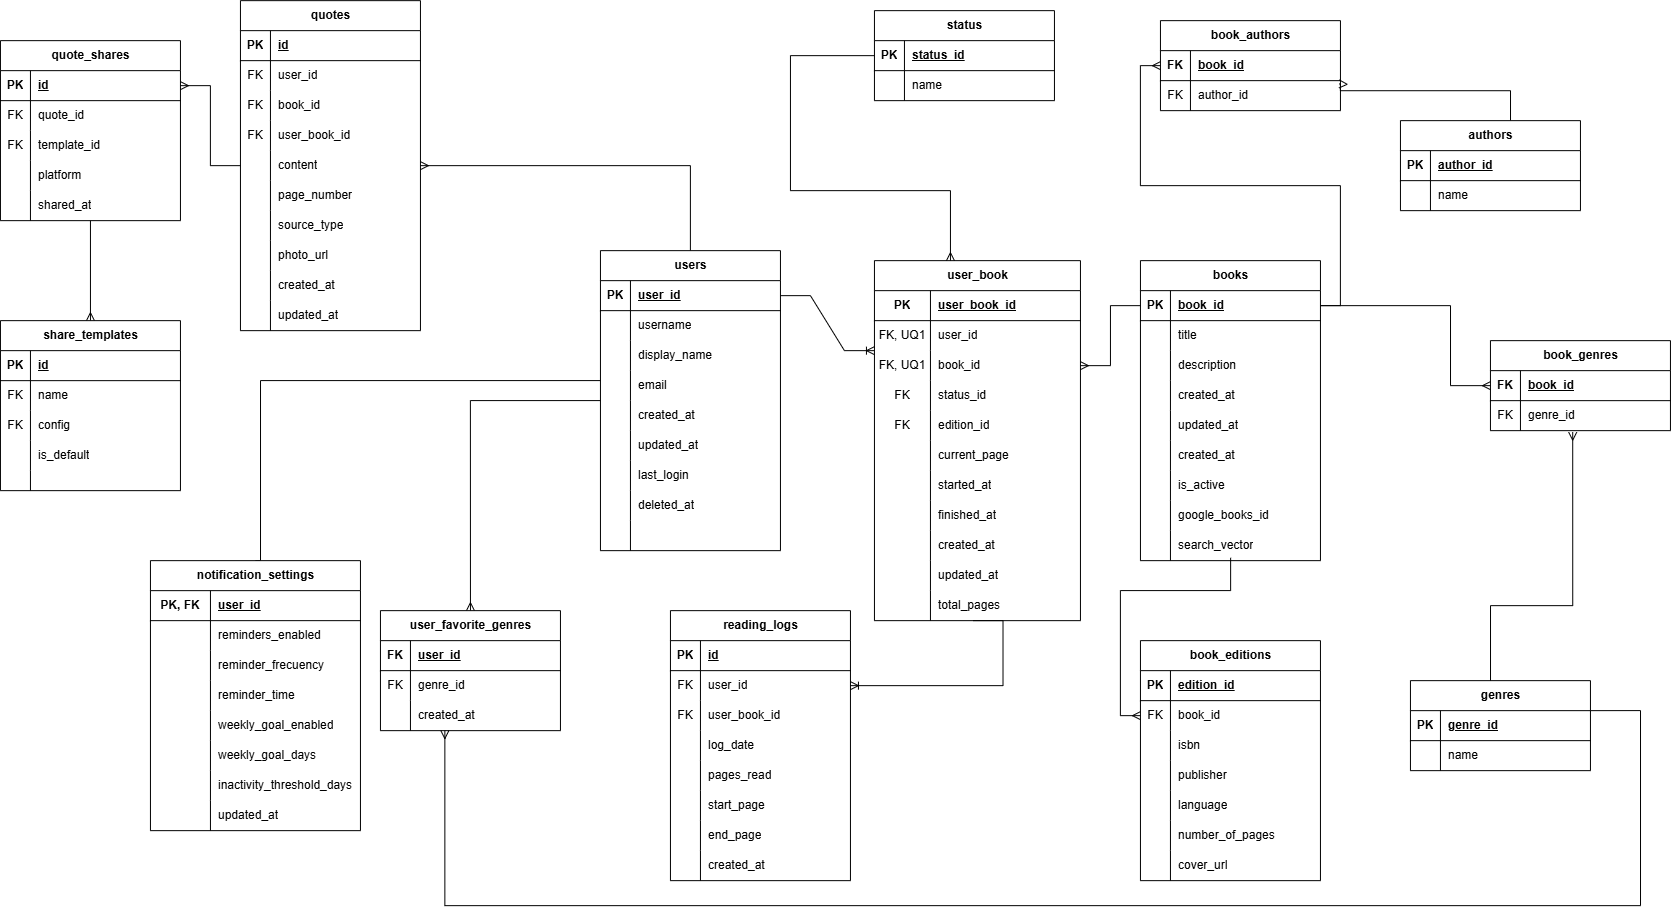 quotes
PK id
FK user_id
FK book_id
FK user_book_id
content
page_number
source_type
photo_url
created_at
updated_at
quote_shares
PK id
FK quote_id
FK template_id
platform
shared_at
share_templates
PK id
FK name
FK config
is_default
status
PK status_id
name
book_authors
FK book_id
FK author_id
authors
PK author_id
name
users
PK user_id
username
display_name
email
created_at
updated_at
last_login
deleted_at
user_book
PK user_book_id
FK, UQ1 user_id
FK, UQ1 book_id
FK status_id
FK edition_id
current_page
started_at
finished_at
created_at
updated_at
total_pages
books
PK book_id
title
description
created_at
updated_at
created_at
is_active
google_books_id
search_vector
book_genres
FK book_id
FK genre_id
notification_settings
PK, FK user_id
reminders_enabled
reminder_frecuency
reminder_time
weekly_goal_enabled
weekly_goal_days
inactivity_threshold_days
updated_at
user_favorite_genres
FK user_id
FK genre_id
created_at
reading_logs
PK id
FK user_id
FK user_book_id
log_date
pages_read
start_page
end_page
created_at
book_editions
PK edition_id
FK book_id
isbn
publisher
language
number_of_pages
cover_url
genres
PK genre_id
name